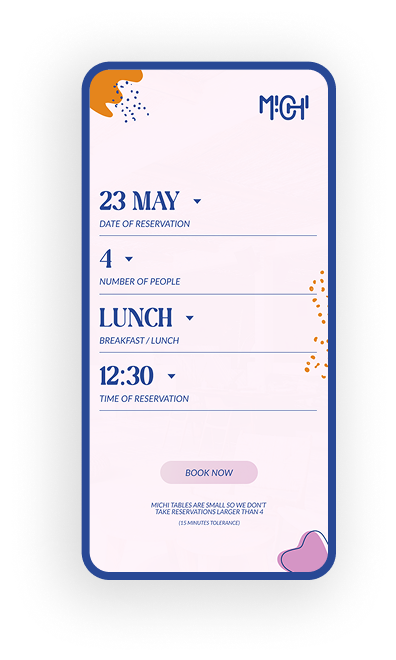 MICHI
23 MAY
DATE OF RESERVATION
4
NUMBER OF PEOPLE
LUNCH
BREAKFAST / LUNCH
12:30
TIME OF RESERVATION
BOOK NOW
MICHI TABLES ARE SMALL SO WE DON'T
TAKE RESERVATIONS LARGER THAN 4
(15 MINUTES TOLERANCE)